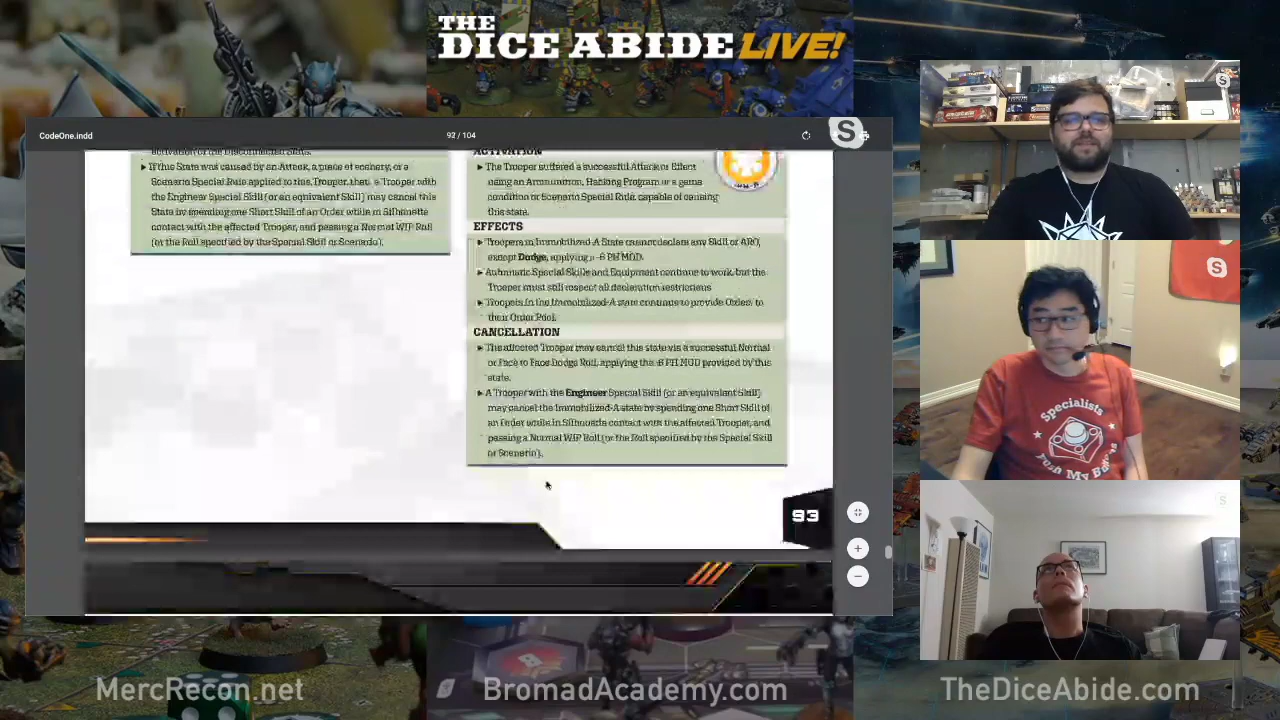 THE
DICE ABIDE LIVE!
CodeOne.indd
92 / 104
activation of the Disconnected State.
► If this State was caused by an Attack, a piece of scenery, or a
Scenario Special Rule applied to this Trooper, then a Trooper with
the Engineer Special Skill (or an equivalent Skill) may cancel this
State by spending one Short Skill of an Order while in Silhouette
contact with the affected Trooper, and passing a Normal WIP Roll
(or the Roll specified by the Special Skill or Scenario).
ACTIVATION
► The Trooper suffered a successful Attack or Effect
using an Ammunition, Hacking Program or a game
condition or Scenario Special Rule, capable of causing
this state.
EFFECTS
► Troopers in Immobilized-A State cannot declare any Skill or ARO,
except Dodge, applying a -6 PH MOD.
► Automatic Special Skills and Equipment continue to work, but the
Trooper must still respect all declaration restrictions
► Troopers in the Immobilized-A state continue to provide Orders to
their Order Pool.
CANCELLATION
► The affected Trooper may cancel this state via a successful Normal
or Face to Face Dodge Roll, applying the -6 PH MOD provided by this
state.
► A Trooper with the Engineer Special Skill (or an equivalent Skill)
may cancel the Immobilized-A state by spending one Short Skill of
an Order while in Silhouette contact with the affected Trooper, and
passing a Normal WIP Roll (or the Roll specified by the Special Skill
or Scenario).
93
Specialists
Push My
MercRecon.net
BromadAcademy.com
TheDiceAbide.com